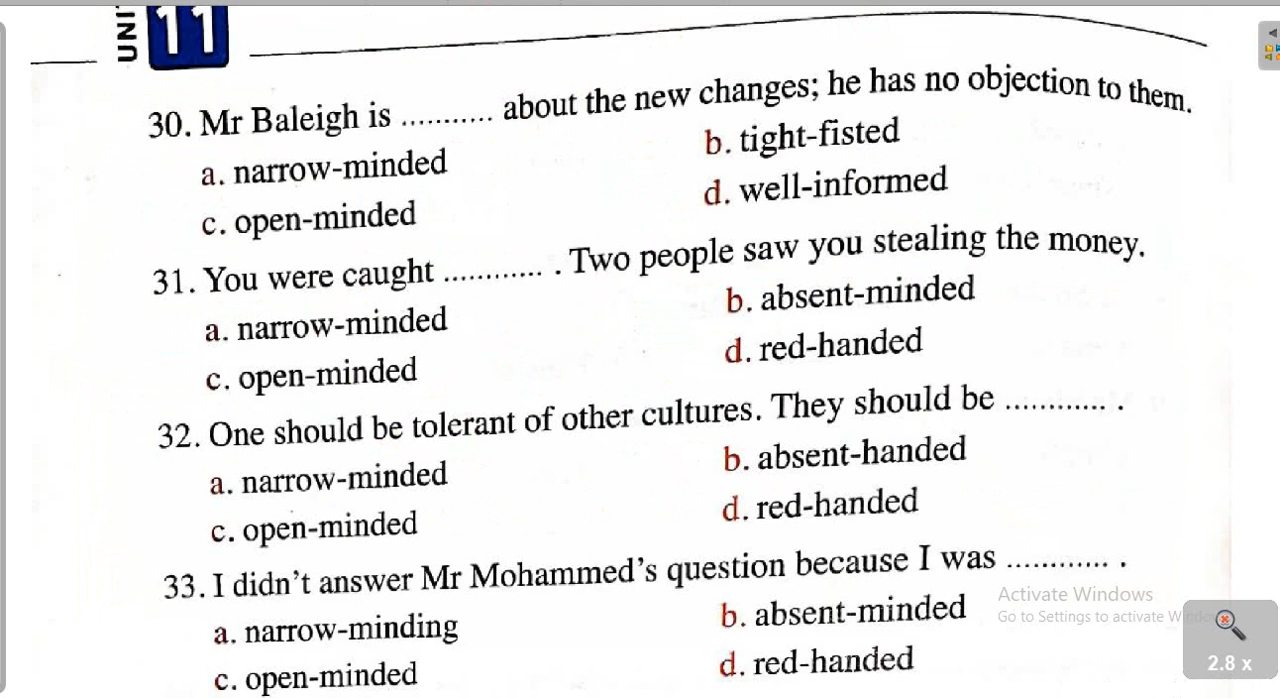 UNIT 11
30. Mr Baleigh is ........... about the new changes; he has no objection to them.
a. narrow-minded
b. tight-fisted
c. open-minded
d. well-informed
31. You were caught ............ . Two people saw you stealing the money.
a. narrow-minded
b. absent-minded
c. open-minded
d. red-handed
32. One should be tolerant of other cultures. They should be ............ .
a. narrow-minded
b. absent-handed
c. open-minded
d. red-handed
33. I didn't answer Mr Mohammed's question because I was ............ .
a. narrow-minding
b. absent-minded
c. open-minded
d. red-handed
Activate Windows
Go to Settings to activate
2.8 x